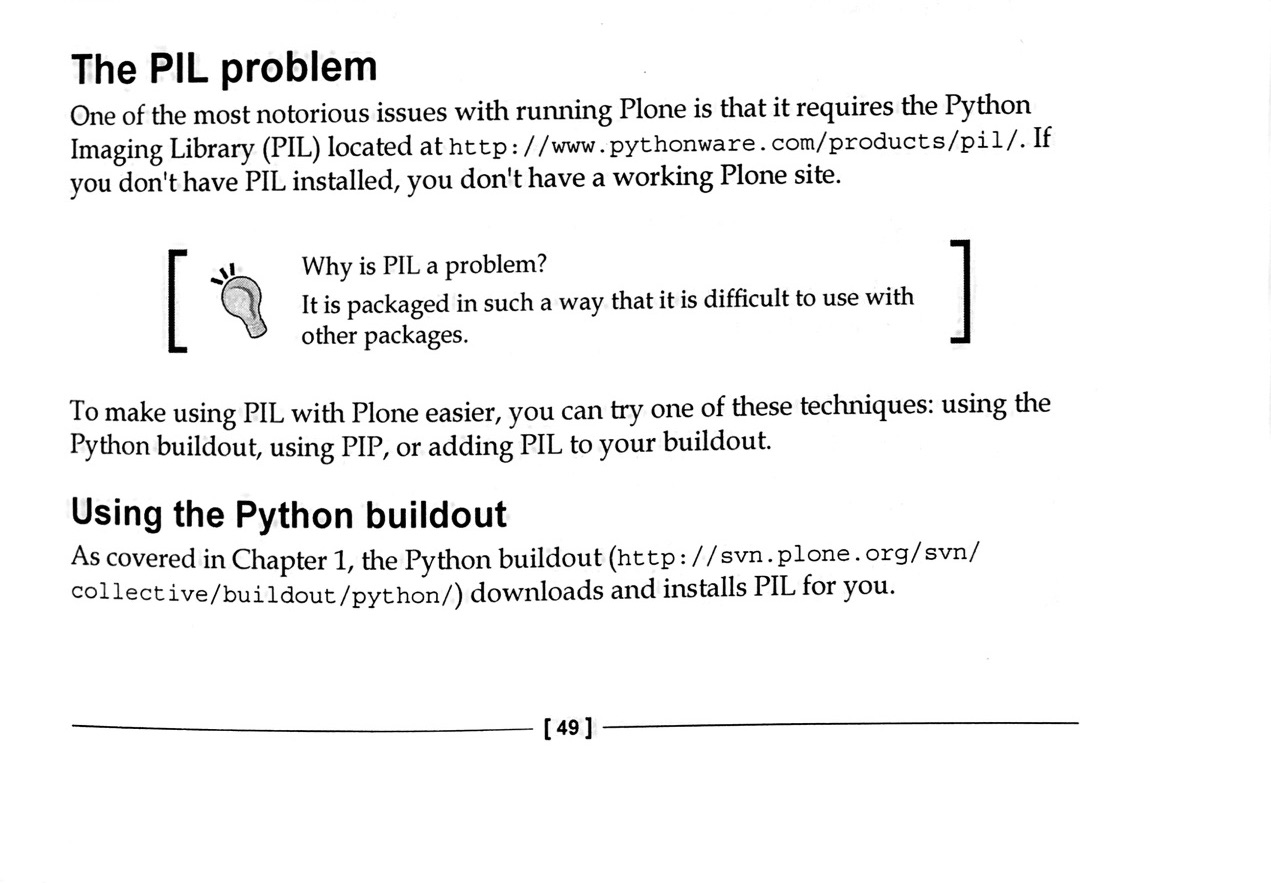 The PIL problem
One of the most notorious issues with running Plone is that it requires the Python
Imaging Library (PIL) located at http://www.pythonware.com/products/pil/. If
you don't have PIL installed, you don't have a working Plone site.
Why is PIL a problem?
It is packaged in such a way that it is difficult to use with
other packages.
To make using PIL with Plone easier, you can try one of these techniques: using the
Python buildout, using PIP, or adding PIL to your buildout.
Using the Python buildout
As covered in Chapter 1, the Python buildout (http://svn.plone.org/svn/
collective/buildout/python/) downloads and installs PIL for you.
[ 49 ]